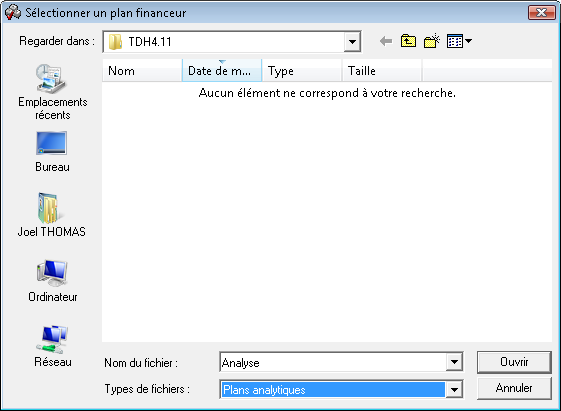 Sélectionner un plan financeur
Regarder dans :
TDH4.11
Nom
Date de m...
Type
Taille
Aucun élément ne correspond à votre recherche.
Emplacements
récents
Bureau
Joel THOMAS
Ordinateur
Réseau
Nom du fichier :
Analyse
Ouvrir
Types de fichiers :
Plans analytiques
Annuler